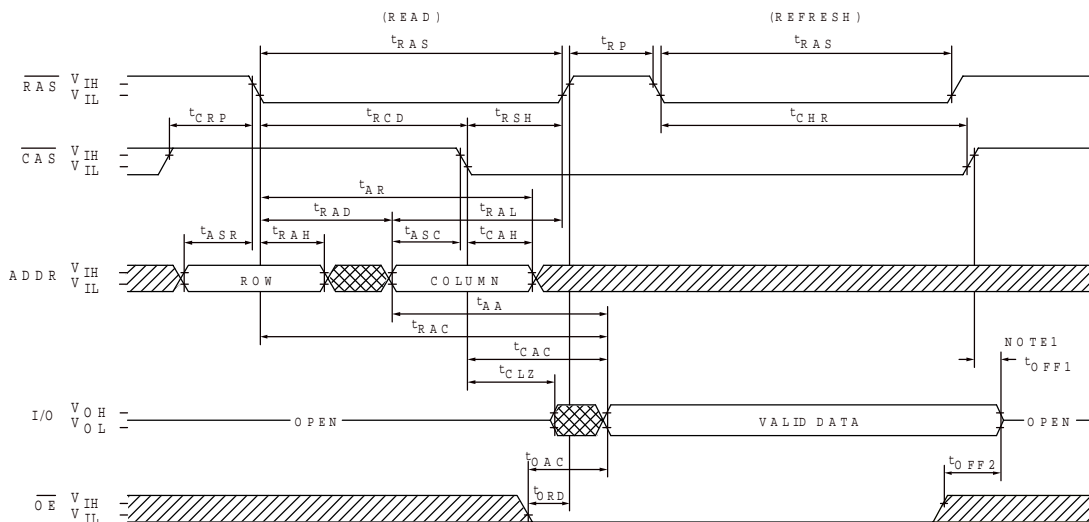 (READ) (REFRESH)
tRAS tRP tRAS
RAS VIH
VIL
tCRP tRCD tRSH tCHR
CAS VIH
VIL
tAR
tRAD tRAL
tASR tRAH tASC tCAH
ADDR VIH
VIL
ROW COLUMN
tAA
tRAC
tCAC NOTE1
tCLZ tOFF1
I/O VOH
VOL
OPEN VALID DATA OPEN
tOAC tOFF2
tORD
OE VIH
VIL